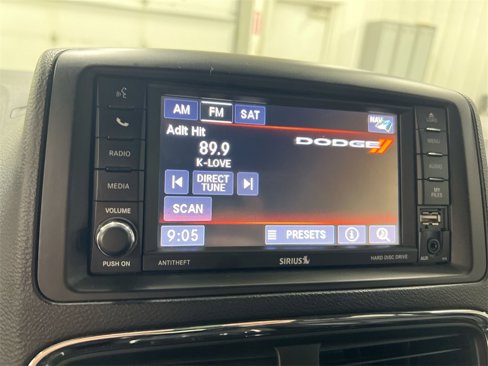 AM FM SAT
NAV
Adlt Hit
89.9
K-LOVE
DIRECT
TUNE
SCAN
9:05
PRESETS
DODGE
RADIO
MEDIA
VOLUME
PUSH ON
ANTITHEFT
SIRIUS
HARD DISC DRIVE
LOAD
MENU
AUDIO
MY
FILES
AUX